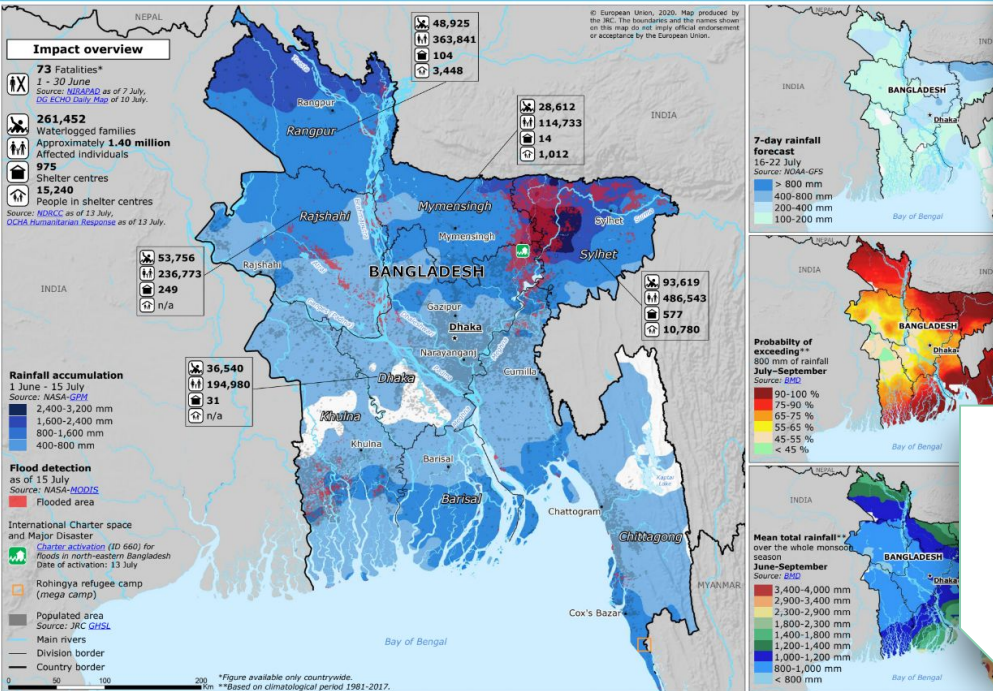 Impact overview
73 Fatalities*
1 - 30 June
Source: NIRAPAD as of 7 July,
DG ECHO Daily Map of 10 July.
261,452
Waterlogged families
Approximately 1.40 million
Affected individuals
975
Shelter centres
15,240
People in shelter centres
Source: NDRCC as of 13 July,
OCHA Humanitarian Response as of 13 July.
Rainfall accumulation
1 June - 15 July
Source: NASA-GPM
2,400-3,200 mm
1,600-2,400 mm
800-1,600 mm
400-800 mm
Flood detection
as of 15 July
Source: NASA-MODIS
Flooded area
International Charter space
and Major Disaster
Charter activation (ID 660) for
floods in north-eastern Bangladesh
Date of activation: 13 July
Rohingya refugee camp
(mega camp)
Populated area
Source: JRC GHSL
Main rivers
Division border
Country border
0 50 100 200
Km
*Figure available only countrywide.
**Based on climatological period 1981-2017.
NEPAL
© European Union, 2020. Map produced by
the JRC. The boundaries and the names shown
on this map do not imply official endorsement
or acceptance by the European Union.
48,925
363,841
104
3,448
28,612
114,733
14
1,012
53,756
236,773
249
n/a
93,619
486,543
577
10,780
36,540
194,980
31
n/a
INDIA
Teesta
Rangpur
Rangpur
Rajshahi
Mymensingh
Mymensingh
Sylhet
Surma
Sylhet
Rajshahi
Atrai
BANGLADESH
INDIA
Gazipur
Dhaka
Narayanganj
Dhaka
Cumilla
Khulna
Khulna
Barisal
Barisal
Kaptai
Lake
Chattogram
Chittagong
MYANMAR
Cox's Bazar
Bay of Bengal
NEPAL
IND
INDIA
BANGLADESH
Dhaka
7-day rainfall
forecast
16-22 July
Source: NOAA-GFS
> 800 mm
400-800 mm
200-400 mm
100-200 mm
Bay of Bengal
NEPAL
INDIA
BANGLADESH
Dhaka
Probabilty of
exceeding**
800 mm of rainfall
July–September
Source: BMD
90-100 %
75-90 %
65-75 %
55-65 %
45-55 %
< 45 %
Bay of Bengal
NEPAL
INDIA
BANGLADESH
Dhaka
Mean total rainfall**
over the whole monsoon
season
June-September
Source: BMD
3,400-4,000 mm
2,900-3,400 mm
2,300-2,900 mm
1,800-2,300 mm
1,400-1,800 mm
1,200-1,400 mm
1,000-1,200 mm
800-1,000 mm
< 800 mm
Bay of Bengal